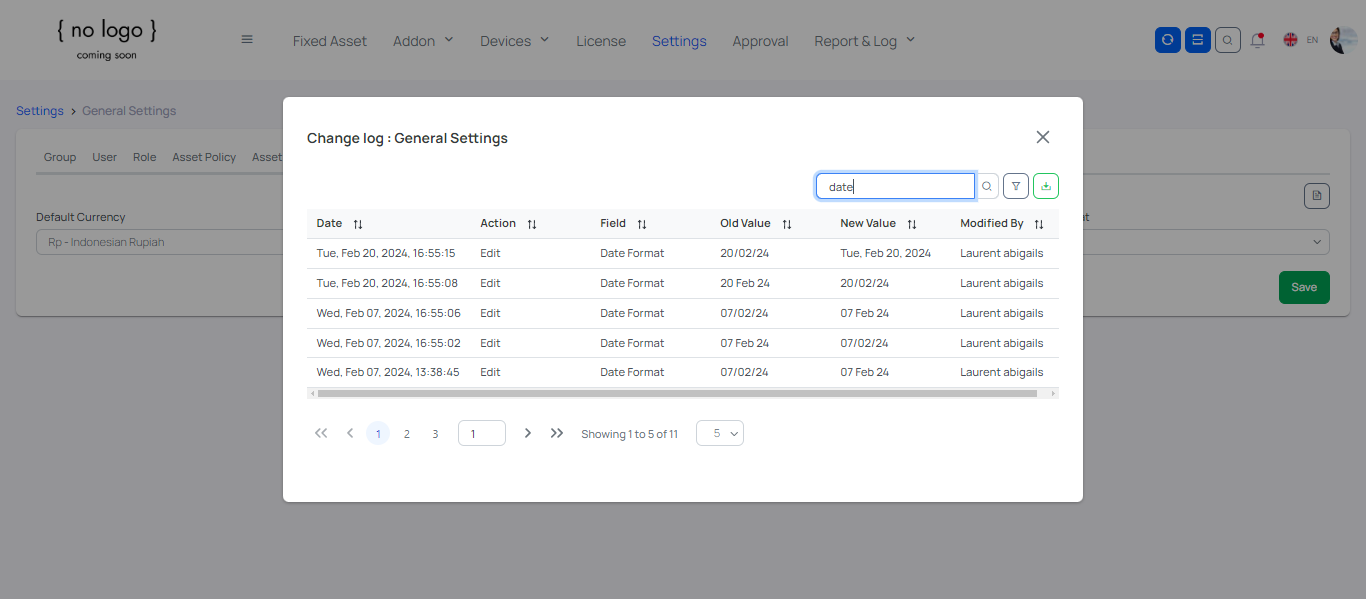 { no logo }
coming soon
Fixed Asset Addon Devices License Settings Approval Report & Log EN
Settings > General Settings
Group User Role Asset Policy Asset
Default Currency
Rp - Indonesian Rupiah
Save
Change log : General Settings
date
Date Action Field Old Value New Value Modified By
Tue, Feb 20, 2024, 16:55:15 Edit Date Format 20/02/24 Tue, Feb 20, 2024 Laurent abigails
Tue, Feb 20, 2024, 16:55:08 Edit Date Format 20 Feb 24 20/02/24 Laurent abigails
Wed, Feb 07, 2024, 16:55:06 Edit Date Format 07/02/24 07 Feb 24 Laurent abigails
Wed, Feb 07, 2024, 16:55:02 Edit Date Format 07 Feb 24 07/02/24 Laurent abigails
Wed, Feb 07, 2024, 13:38:45 Edit Date Format 07/02/24 07 Feb 24 Laurent abigails
1 2 3 1 Showing 1 to 5 of 11 5